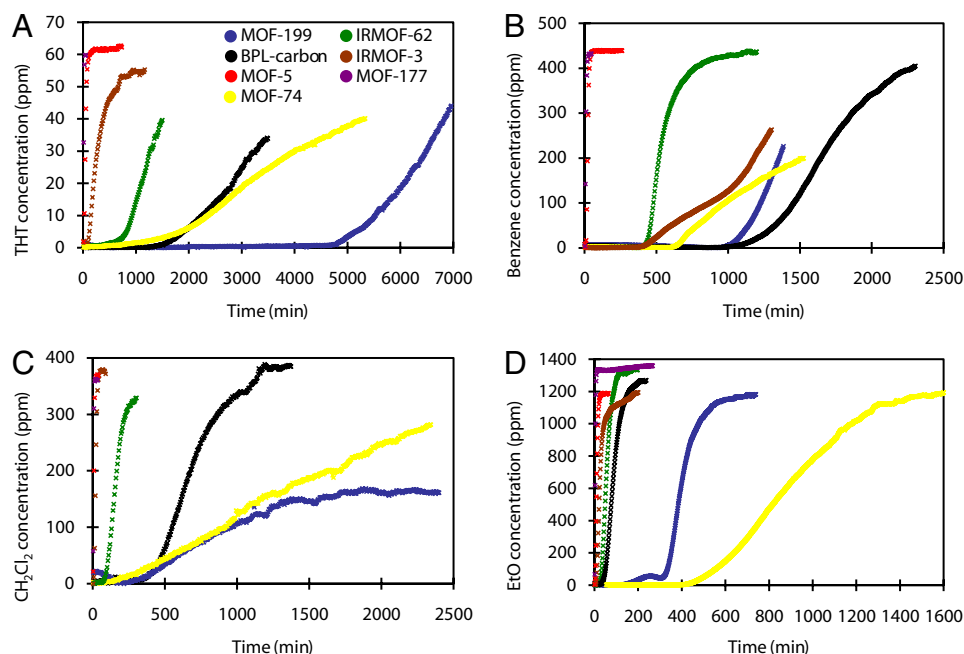 A
THT concentration (ppm)
70
60
50
40
30
20
10
0
0 1000 2000 3000 4000 5000 6000 7000
Time (min)
MOF-199 IRMOF-62
BPL-carbon IRMOF-3
MOF-5 MOF-177
MOF-74
B
Benzene concentration(ppm)
500
400
300
200
100
0
0 500 1000 1500 2000 2500
Time (min)
C
CH₂Cl₂ concentration (ppm)
400
300
200
100
0
0 500 1000 1500 2000 2500
Time (min)
D
EtO concentration (ppm)
1400
1200
1000
800
600
400
200
0
0 200 400 600 800 1000 1200 1400 1600
Time (min)